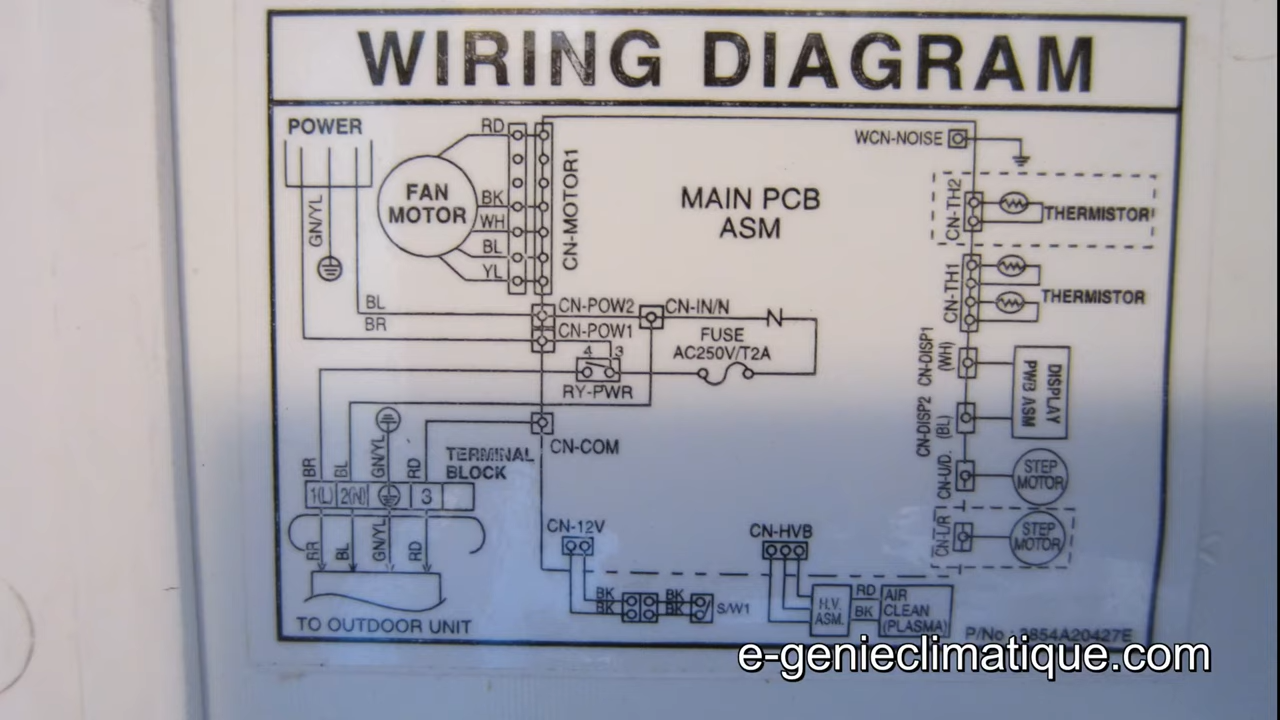 WIRING DIAGRAM
POWER
GN/YL
BL
BR
FAN
MOTOR
RD
BK
WH
BL
YL
CN-MOTOR1
MAIN PCB
ASM
WCN-NOISE
CN-TH2
THERMISTOR
CN-TH1
THERMISTOR
CN-POW2
CN-IN/N
N
CN-POW1
FUSE
AC250V/T2A
4 3
RY-PWR
CN-DISP1
(WH)
CN-DISP2
(BL)
DISPLAY
PWB ASM
CN-COM
TERMINAL
BLOCK
BR
BL
GN/YL
RD
1(L) 2(N) 3
BR
BL
GN/YL
RD
TO OUTDOOR UNIT
CN-U/D.
STEP
MOTOR
CN-L/R
STEP
MOTOR
CN-12V
BK BK
BK BK
S/W1
CN-HVB
H.V.
ASM.
RD
BK
AIR
CLEAN
(PLASMA)
P/No : 3854A20427E
e-genieclimatique.com